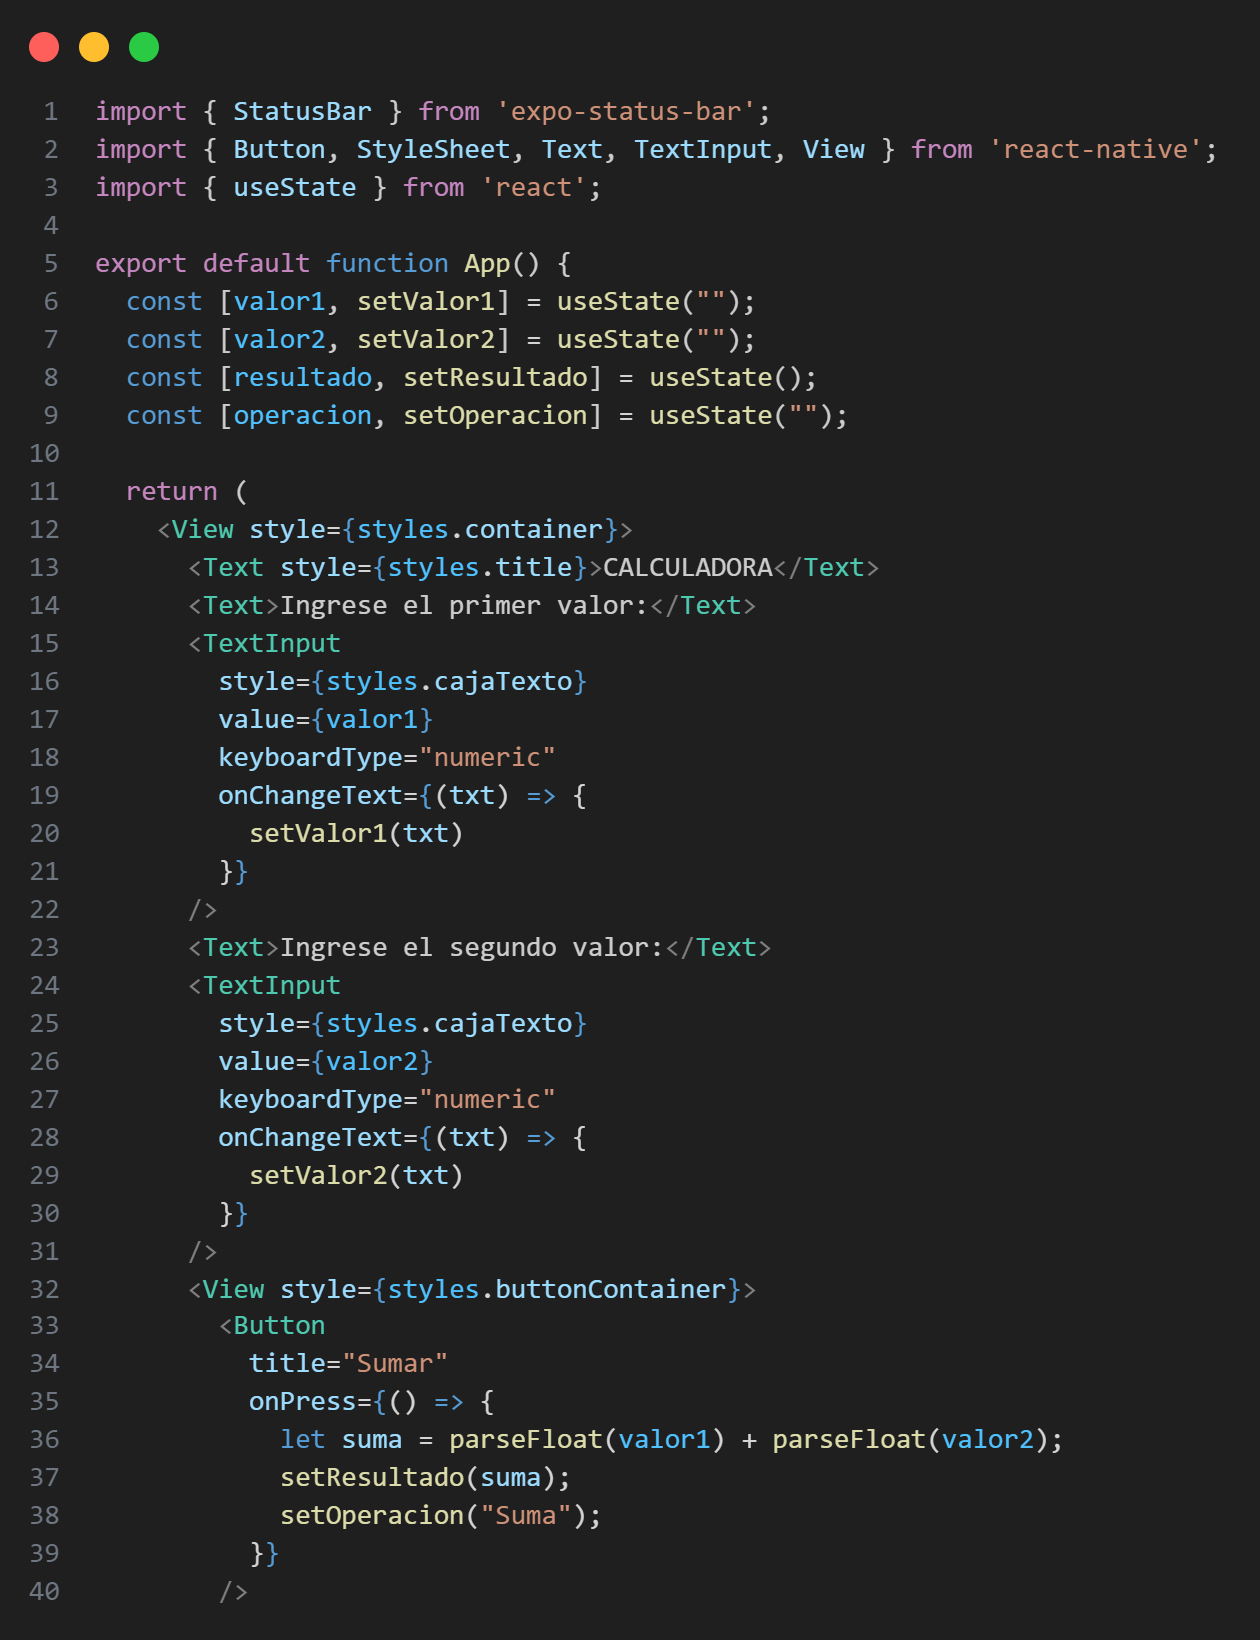 1 import { StatusBar } from 'expo-status-bar';
2 import { Button, StyleSheet, Text, TextInput, View } from 'react-native';
3 import { useState } from 'react';
4
5 export default function App() {
6   const [valor1, setValor1] = useState("");
7   const [valor2, setValor2] = useState("");
8   const [resultado, setResultado] = useState();
9   const [operacion, setOperacion] = useState("");
10
11   return (
12     <View style={styles.container}>
13       <Text style={styles.title}>CALCULADORA</Text>
14       <Text>Ingrese el primer valor:</Text>
15       <TextInput
16         style={styles.cajaTexto}
17         value={valor1}
18         keyboardType="numeric"
19         onChangeText={(txt) => {
20           setValor1(txt)
21         }}
22       />
23       <Text>Ingrese el segundo valor:</Text>
24       <TextInput
25         style={styles.cajaTexto}
26         value={valor2}
27         keyboardType="numeric"
28         onChangeText={(txt) => {
29           setValor2(txt)
30         }}
31       />
32       <View style={styles.buttonContainer}>
33         <Button
34           title="Sumar"
35           onPress={() => {
36             let suma = parseFloat(valor1) + parseFloat(valor2);
37             setResultado(suma);
38             setOperacion("Suma");
39           }}
40         />